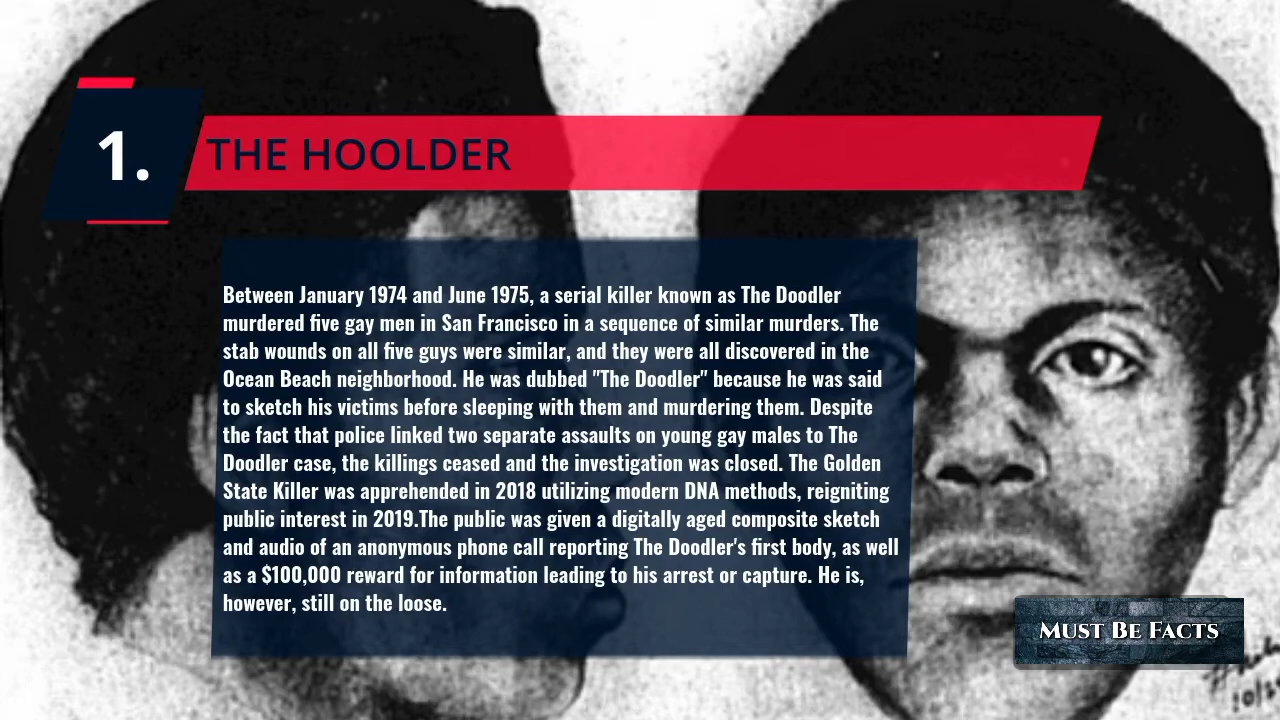 1.
THE HOOLDER
Between January 1974 and June 1975, a serial killer known as The Doodler
murdered five gay men in San Francisco in a sequence of similar murders. The
stab wounds on all five guys were similar, and they were all discovered in the
Ocean Beach neighborhood. He was dubbed "The Doodler" because he was said
to sketch his victims before sleeping with them and murdering them. Despite
the fact that police linked two separate assaults on young gay males to The
Doodler case, the killings ceased and the investigation was closed. The Golden
State Killer was apprehended in 2018 utilizing modern DNA methods, reigniting
public interest in 2019.The public was given a digitally aged composite sketch
and audio of an anonymous phone call reporting The Doodler's first body, as well
as a $100,000 reward for information leading to his arrest or capture. He is,
however, still on the loose.
MUST BE FACTS